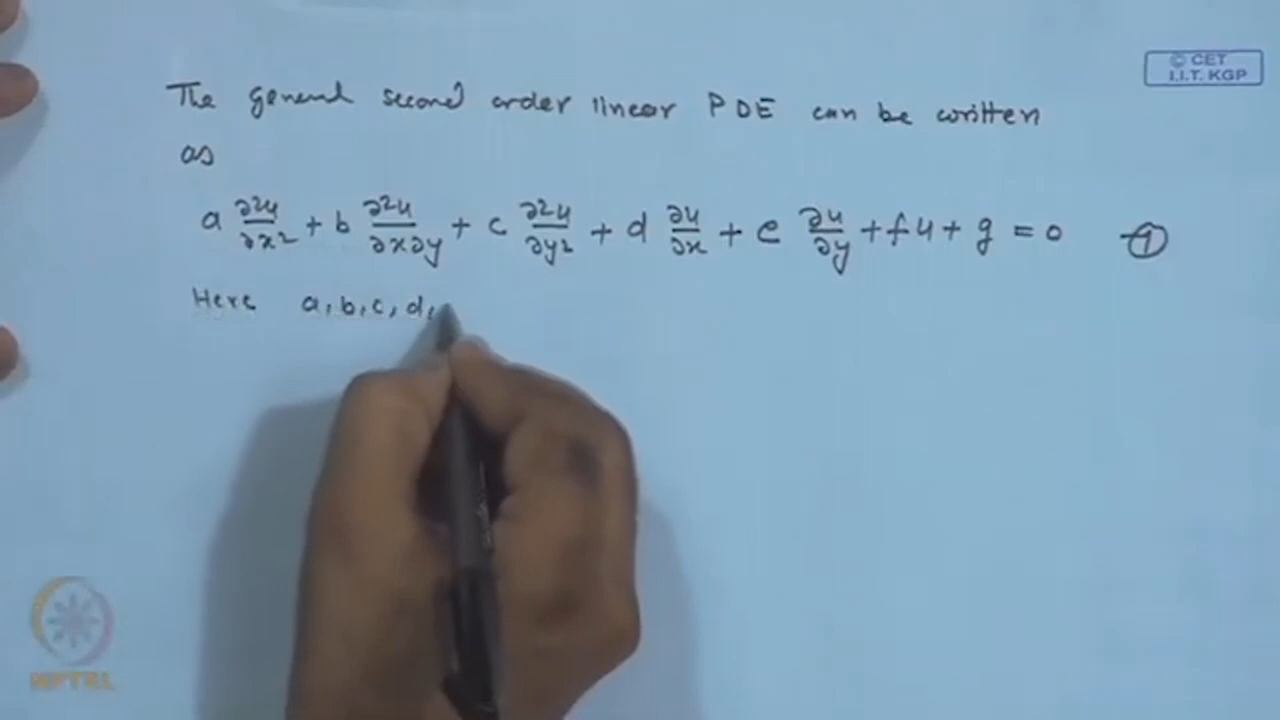 © CET
I.I.T. KGP
The general second order linear PDE can be written
as
a ∂²u/∂x² + b ∂²u/∂x∂y + c ∂²u/∂y² + d ∂u/∂x + e ∂u/∂y + fu + g = 0 ①
Here a, b, c, d,
NPTEL